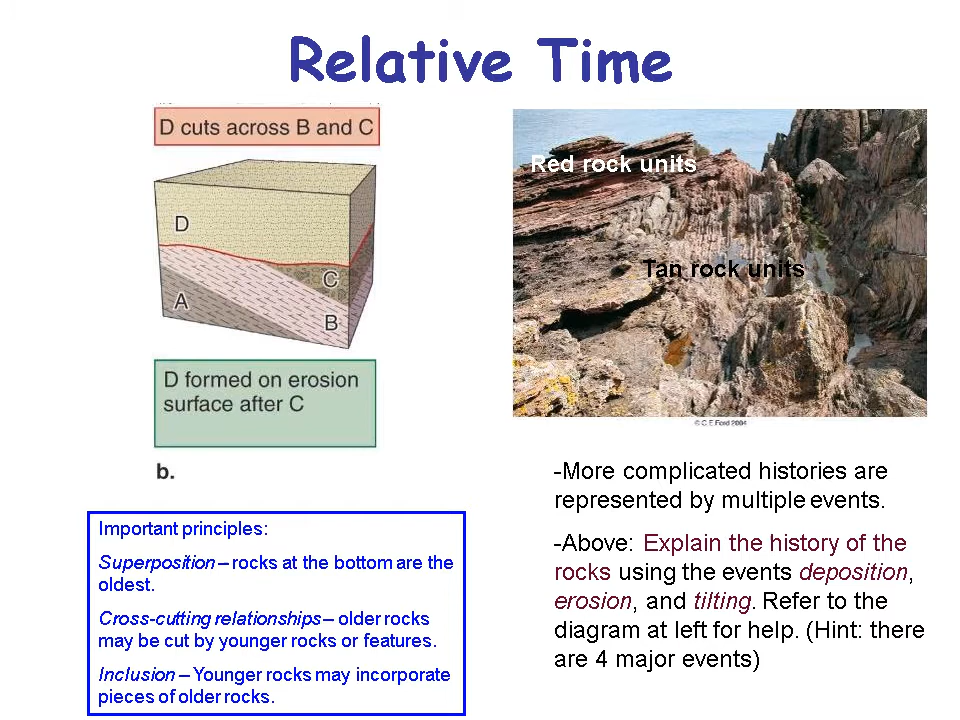 Relative Time
D cuts across B and C
D
A
C
B
D formed on erosion
surface after C
b.
Important principles:
Superposition – rocks at the bottom are the
oldest.
Cross-cutting relationships – older rocks
may be cut by younger rocks or features.
Inclusion – Younger rocks may incorporate
pieces of older rocks.
Red rock units
Tan rock units
© C.E.Ford 2004
-More complicated histories are
represented by multiple events.
-Above: Explain the history of the
rocks using the events deposition,
erosion, and tilting. Refer to the
diagram at left for help. (Hint: there
are 4 major events)